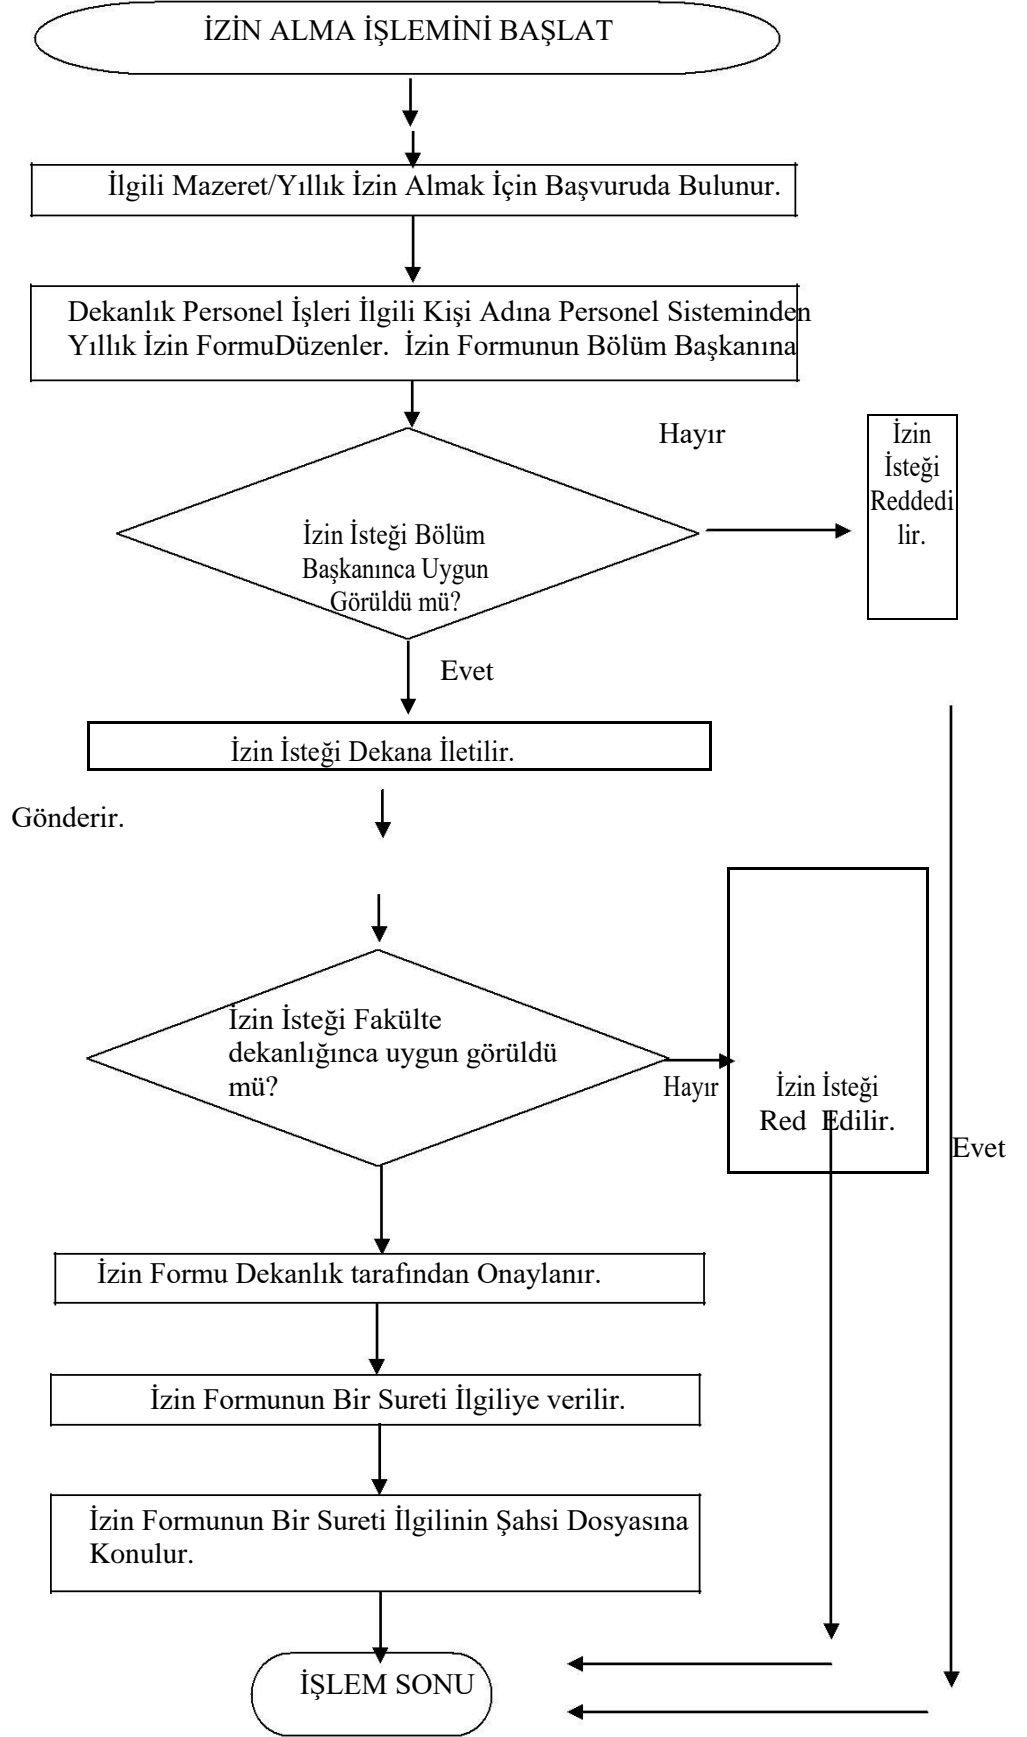 İZİN ALMA İŞLEMİNİ BAŞLAT
İlgili Mazeret/Yıllık İzin Almak İçin Başvuruda Bulunur.
Dekanlık Personel İşleri İlgili Kişi Adına Personel Sisteminden
Yıllık İzin FormuDüzenler. İzin Formunun Bölüm Başkanına
Hayır
İzin
İsteği
Reddedi
lir.
İzin İsteği Bölüm
Başkanınca Uygun
Görüldü mü?
Evet
İzin İsteği Dekana İletilir.
Gönderir.
İzin İsteği Fakülte
dekanlığınca uygun görüldü
mü?
Hayır
İzin İsteği
Red Edilir.
Evet
İzin Formu Dekanlık tarafından Onaylanır.
İzin Formunun Bir Sureti İlgiliye verilir.
İzin Formunun Bir Sureti İlgilinin Şahsi Dosyasına
Konulur.
İŞLEM SONU